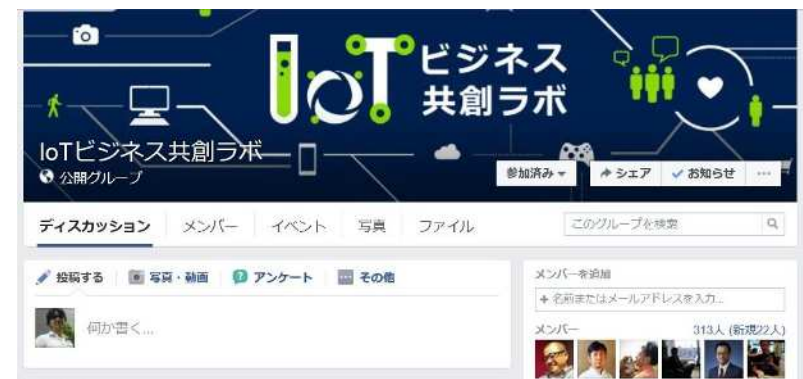 IoTビジネス
共創ラボ
IoTビジネス共創ラボ
公開グループ
参加済み
シェア
お知らせ
ディスカッション
メンバー
イベント
写真
ファイル
このグループを検索
投稿する
写真・動画
アンケート
その他
メンバーを追加
+ 名前またはメールアドレスを入力...
何か書く...
メンバー
313人 (新規22人)